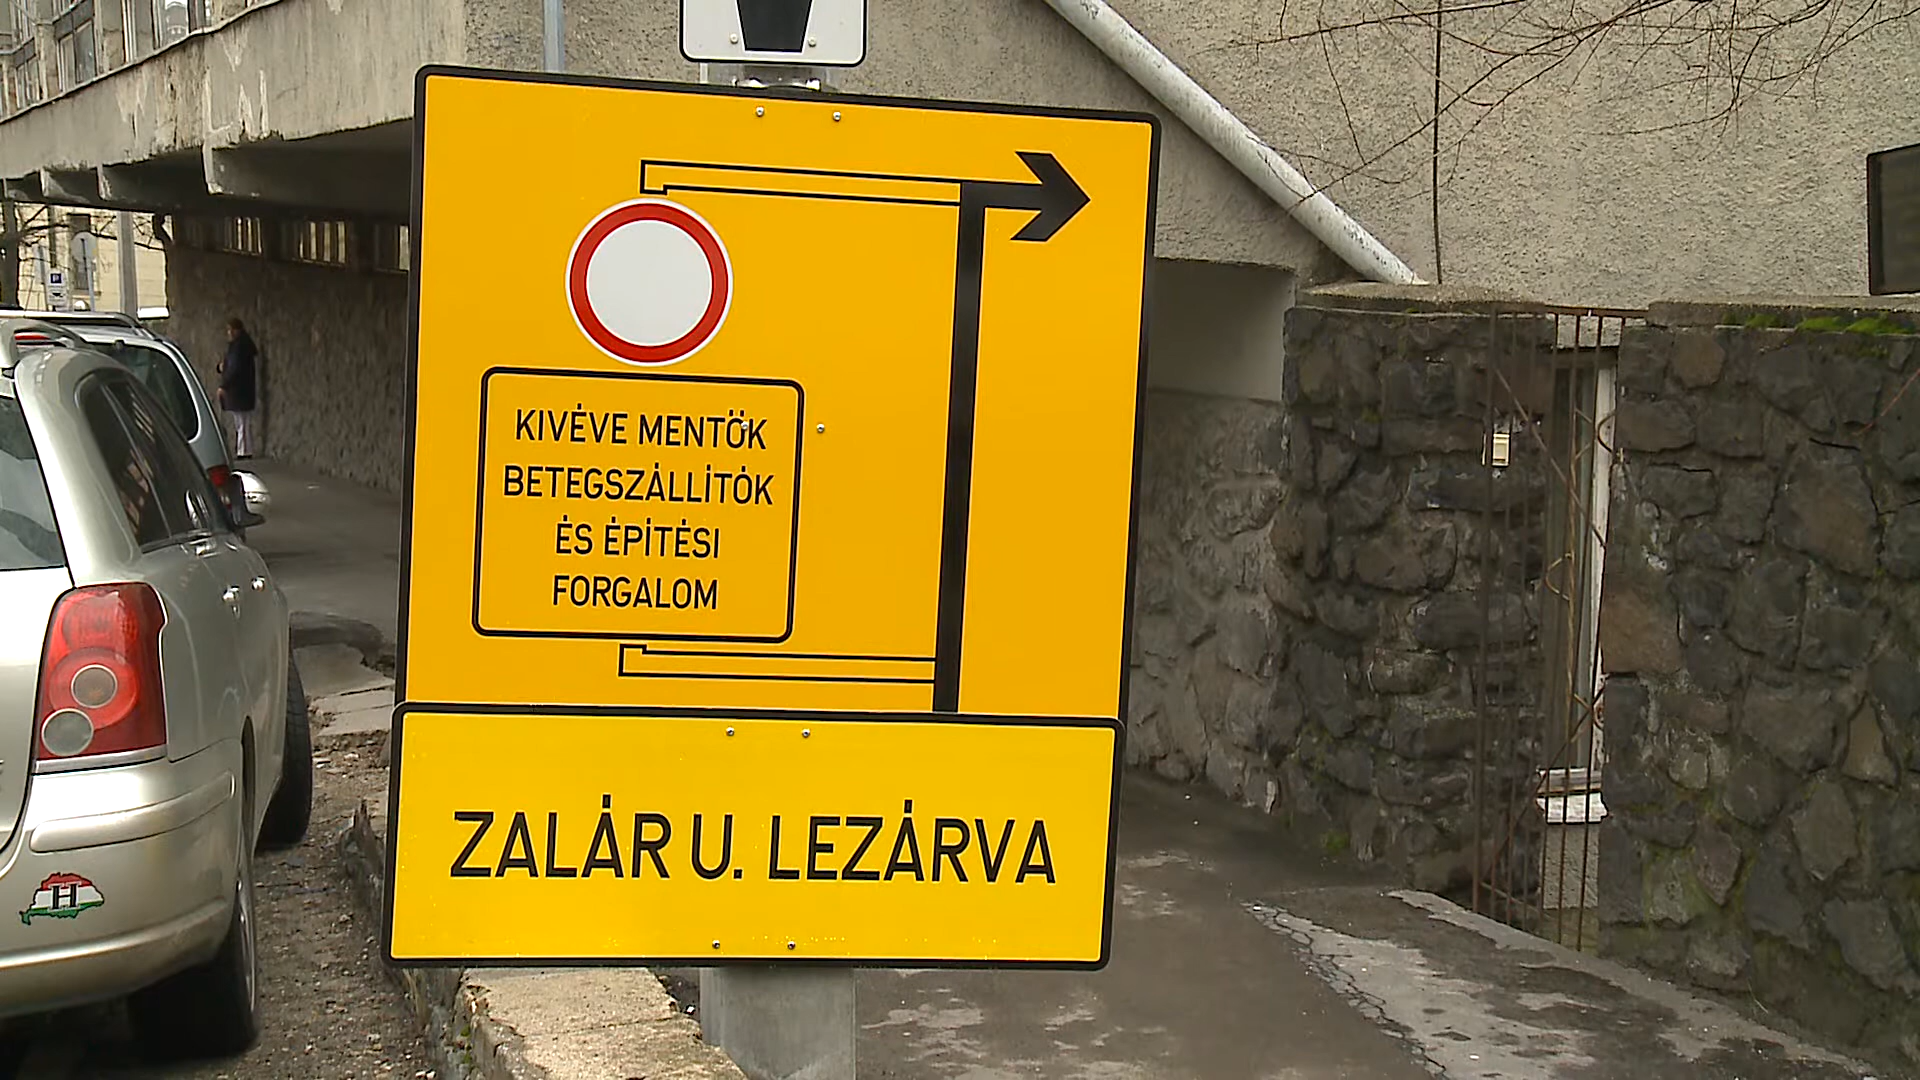 KIVÉVE MENTŐK
BETEGSZÁLLÍTÓK
ÉS ÉPÍTÉSI
FORGALOM
ZALÁR U. LEZÁRVA
H